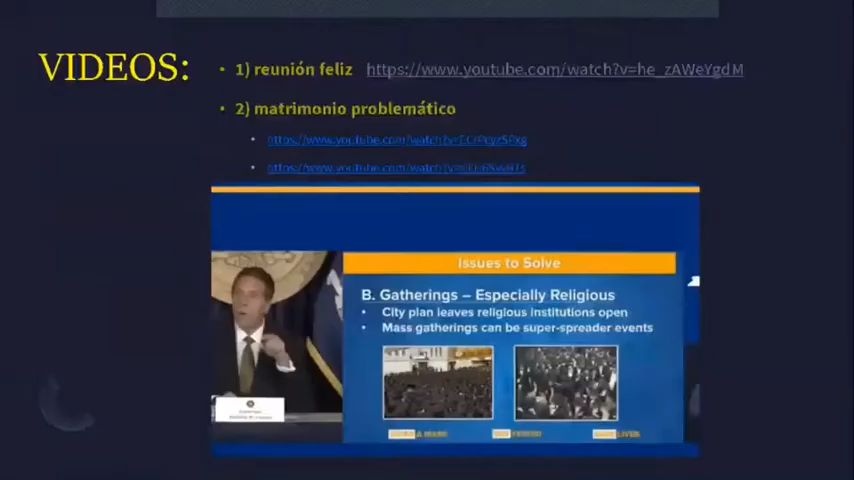 VIDEOS:
1) reunión feliz https://www.youtube.com/watch?v=he_zAWeYgdM
2) matrimonio problemático
Issues to Solve
B. Gatherings – Especially Religious
City plan leaves religious institutions open
Mass gatherings can be super-spreader events